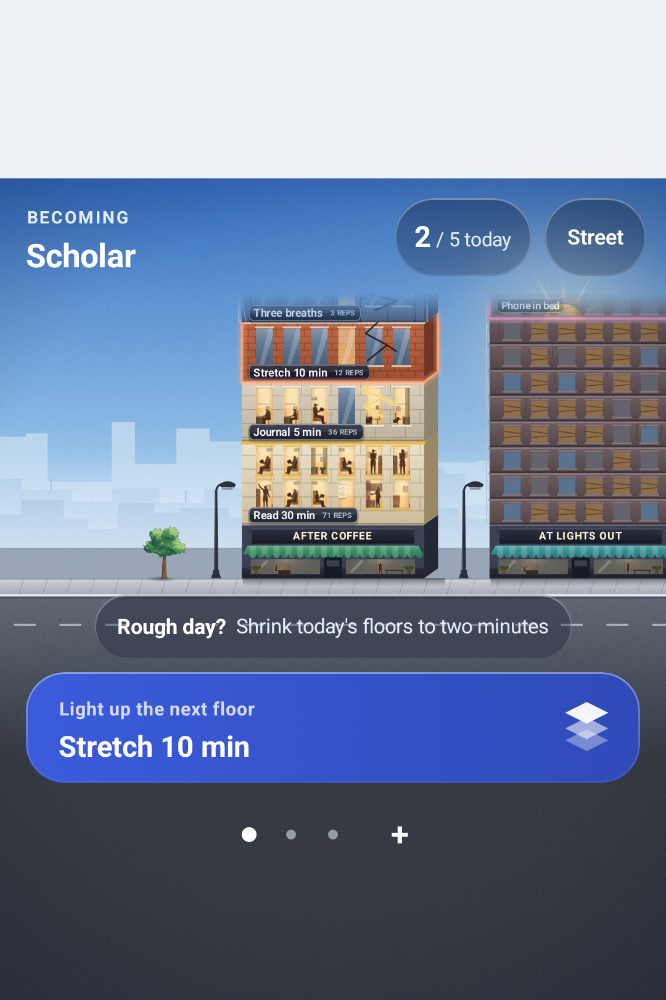 BECOMING
Scholar
2 / 5 today
Street
Three breaths 3 REPS
Phone in bed
Stretch 10 min 12 REPS
Journal 5 min 36 REPS
Read 30 min 71 REPS
AFTER COFFEE
AT LIGHTS OUT
Rough day? Shrink today's floors to two minutes
Light up the next floor
Stretch 10 min
+